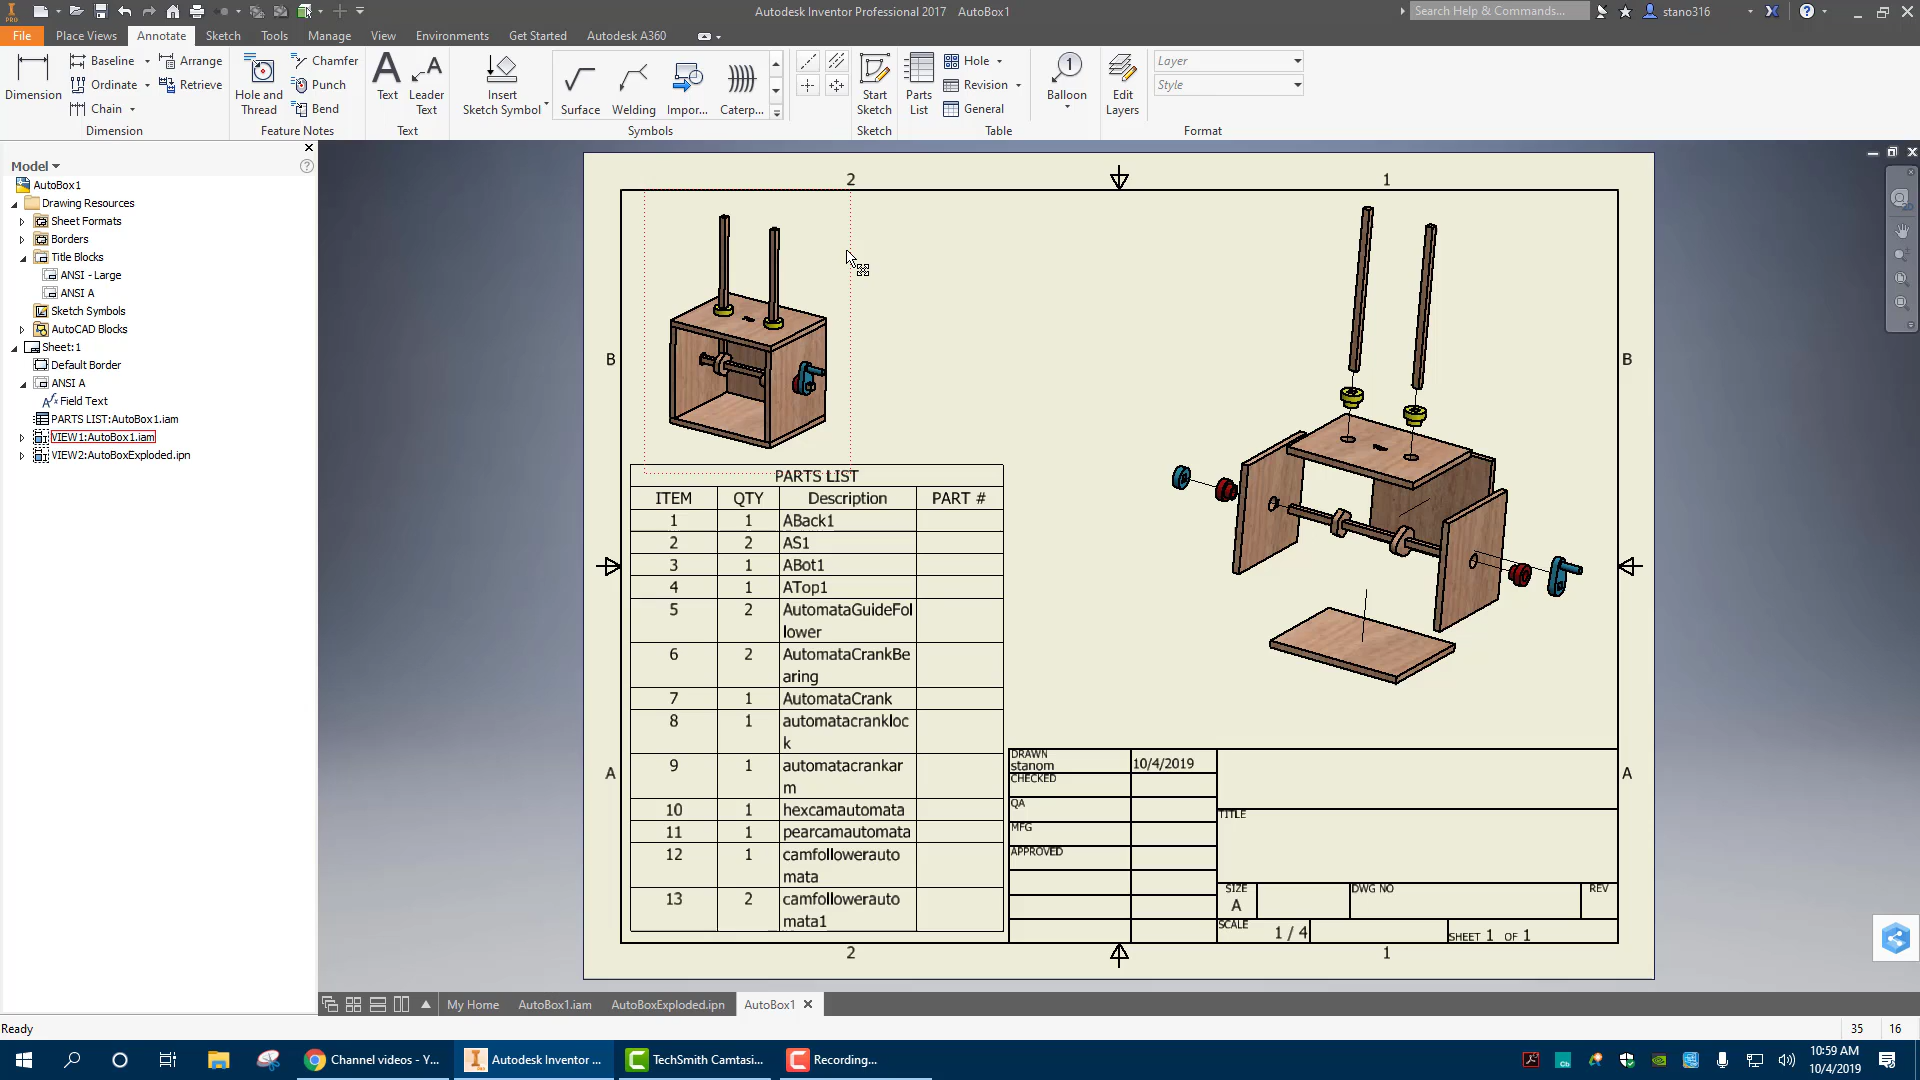 PRO
Autodesk Inventor Professional 2017 AutoBox1
Search Help & Commands...
stano316
File Place Views Annotate Sketch Tools Manage View Environments Get Started Autodesk A360
Dimension
Baseline
Ordinate
Chain
Arrange
Retrieve
Dimension
Hole and
Thread
Chamfer
Punch
Bend
Feature Notes
Text
Leader
Text
Text
Insert
Sketch Symbol
Surface
Welding
Impor...
Caterp...
Symbols
Start
Sketch
Sketch
Parts
List
Hole
Revision
General
Table
Balloon
Edit
Layers
Layer
Style
Format
Model
AutoBox1
Drawing Resources
Sheet Formats
Borders
Title Blocks
ANSI - Large
ANSI A
Sketch Symbols
AutoCAD Blocks
Sheet:1
Default Border
ANSI A
Field Text
PARTS LIST:AutoBox1.iam
VIEW1:AutoBox1.iam
VIEW2:AutoBoxExploded.ipn
2 1
B B
A A
2 1
PARTS LIST
ITEM QTY Description PART #
1 1 ABack1
2 2 AS1
3 1 ABot1
4 1 ATop1
5 2 AutomataGuideFol
lower
6 2 AutomataCrankBe
aring
7 1 AutomataCrank
8 1 automatacrankloc
k
9 1 automatacrankar
m
10 1 hexcamautomata
11 1 pearcamautomata
12 1 camfollowerauto
mata
13 2 camfollowerauto
mata1
DRAWN
stanom 10/4/2019
CHECKED
QA
MFG
APPROVED
TITLE
SIZE
A
DWG NO
REV
SCALE
1 / 4
SHEET 1 OF 1
My Home AutoBox1.iam AutoBoxExploded.ipn AutoBox1
Ready 35 16
Channel videos - Y...
Autodesk Inventor ...
TechSmith Camtasi...
Recording...
10:59 AM
10/4/2019